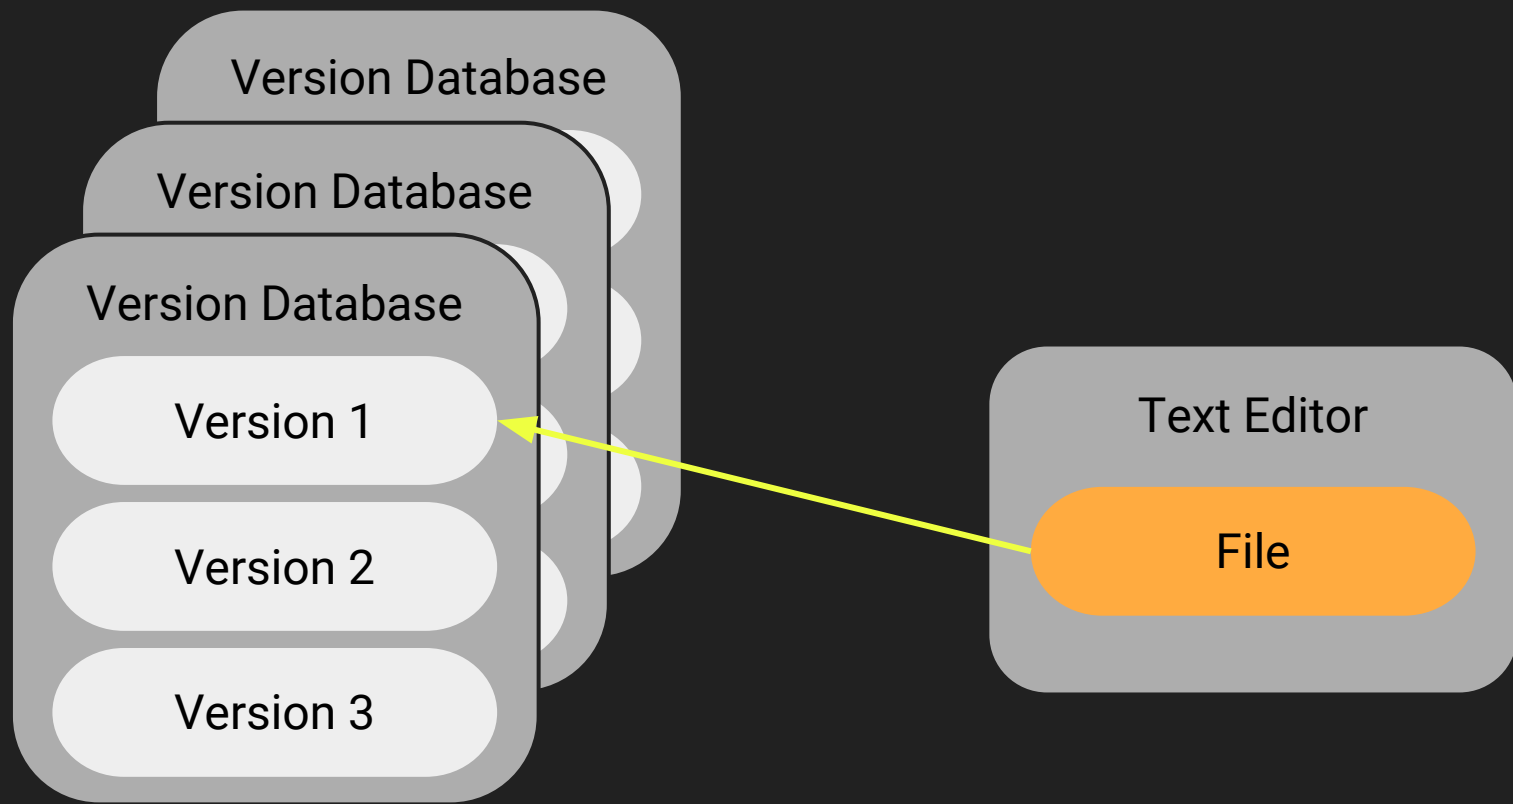 Version Database
Version Database
Version Database
Version 1
Version 2
Version 3
Text Editor
File